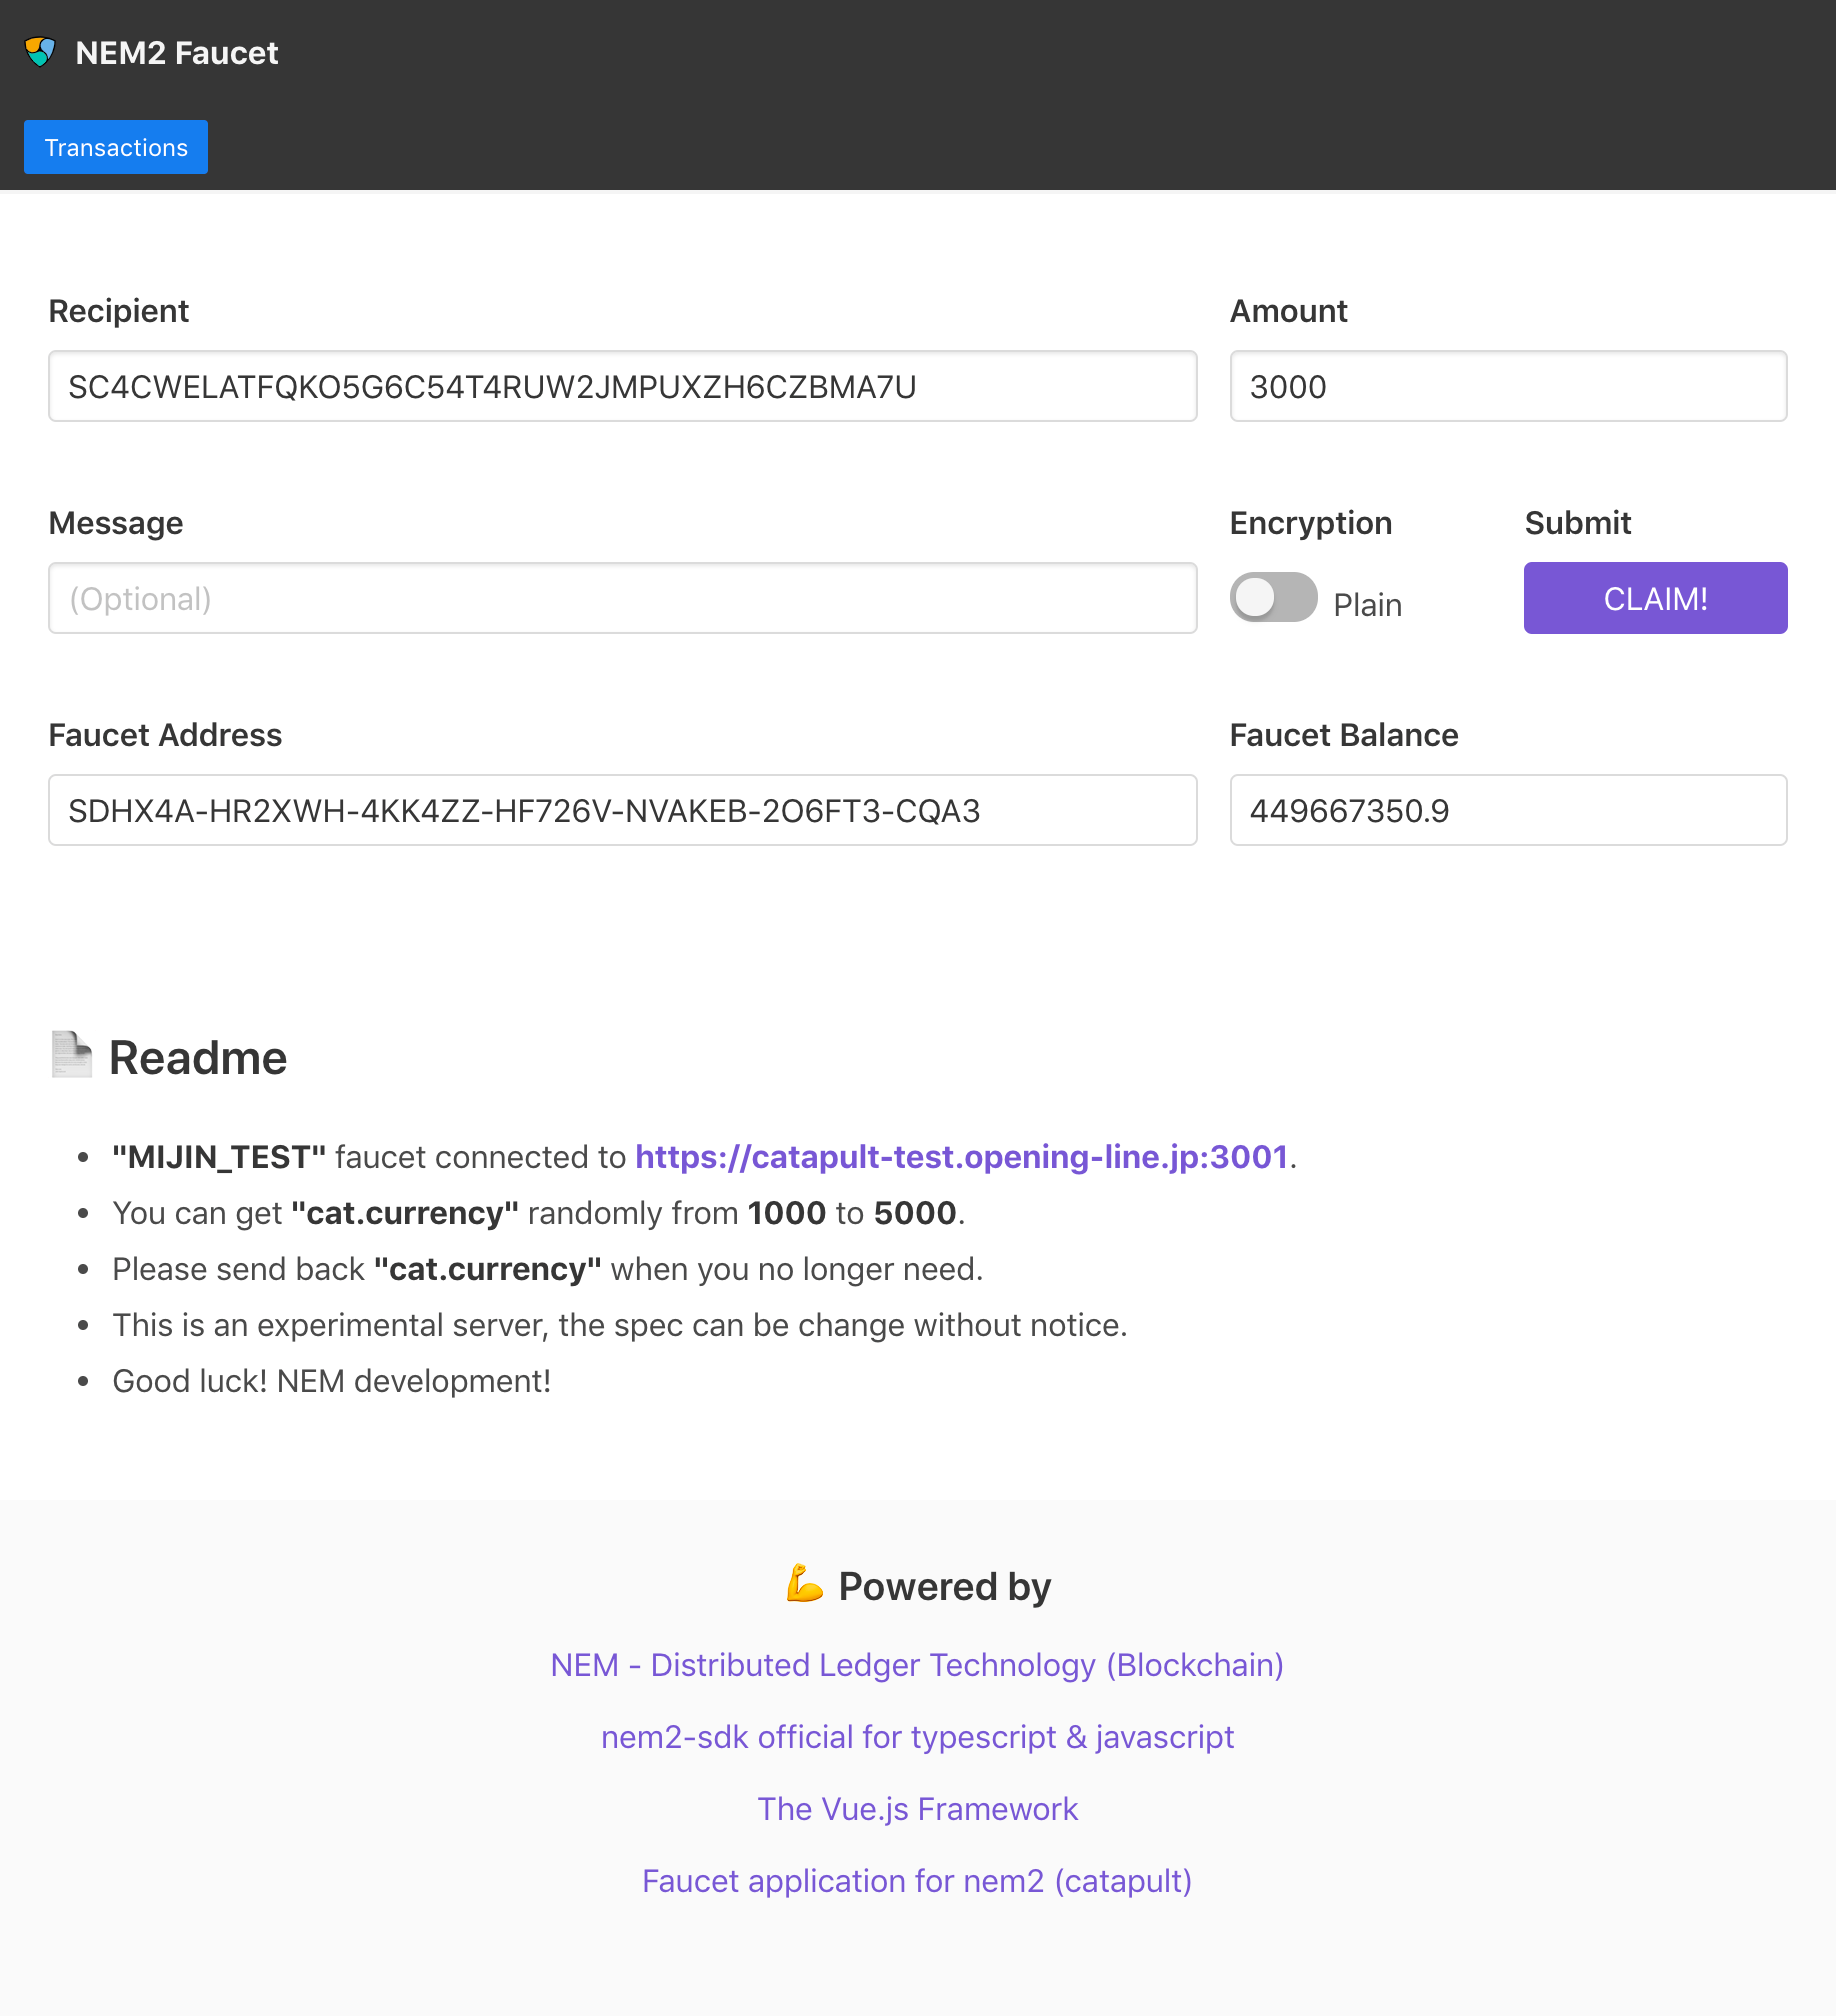 NEM2 Faucet
Transactions
Recipient
Amount
SC4CWELATFQKO5G6C54T4RUW2JMPUXZH6CZBMA7U
3000
Message
Encryption
Submit
(Optional)
Plain
CLAIM!
Faucet Address
Faucet Balance
SDHX4A-HR2XWH-4KK4ZZ-HF726V-NVAKEB-2O6FT3-CQA3
449667350.9
Readme
"MIJIN_TEST" faucet connected to https://catapult-test.opening-line.jp:3001.
You can get "cat.currency" randomly from 1000 to 5000.
Please send back "cat.currency" when you no longer need.
This is an experimental server, the spec can be change without notice.
Good luck! NEM development!
Powered by
NEM - Distributed Ledger Technology (Blockchain)
nem2-sdk official for typescript & javascript
The Vue.js Framework
Faucet application for nem2 (catapult)